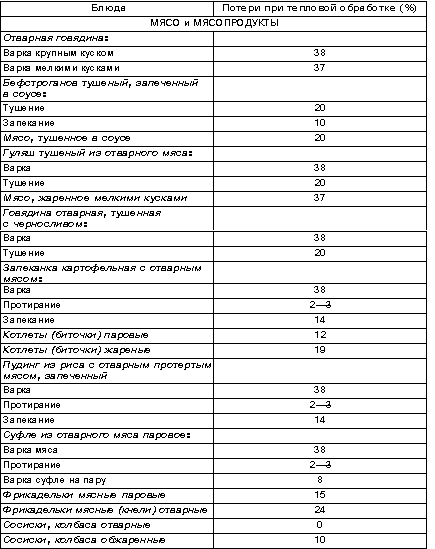 Блюда Потери при тепловой обработке (%)
МЯСО и МЯСОПРОДУКТЫ
Отварная говядина:
Варка крупным куском 38
Варка мелкими кусками 37
Бефстроганов тушеный, запеченный
в соусе:
Тушение 20
Запекание 10
Мясо, тушенное в соусе 20
Гуляш тушеный из отварного мяса:
Варка 38
Тушение 20
Мясо, жаренное мелкими кусками 37
Говядина отварная, тушенная
с черносливом:
Варка 38
Тушение 20
Запеканка картофельная с отварным
мясом:
Варка 38
Протирание 2—3
Запекание 14
Котлеты (биточки) паровые 12
Котлеты (биточки) жареные 19
Пудинг из риса с отварным протертым
мясом, запеченный
Варка 38
Протирание 2—3
Запекание 14
Суфле из отварного мяса паровое:
Варка мяса 38
Протирание 2—3
Варка суфле на пару 8
Фрикадельки мясные паровые 15
Фрикадельки мясные (кнели) отварные 24
Сосиски, колбаса отварные 0
Сосиски, колбаса обжаренные 10